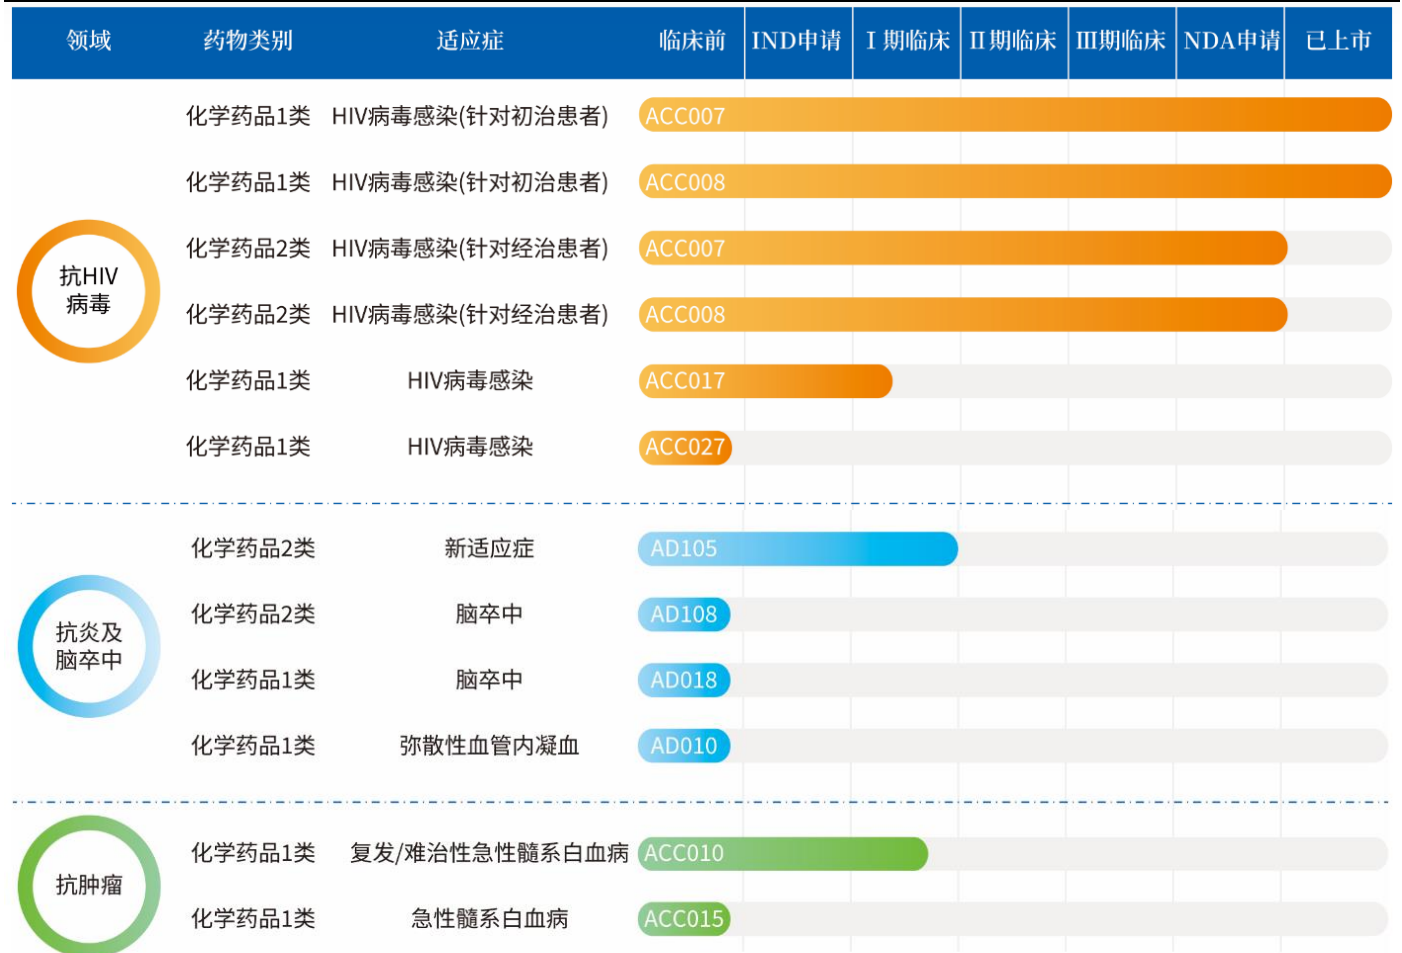 领域 药物类别 适应症 临床前 IND申请 I期临床 II期临床 III期临床 NDA申请 已上市
化学药品1类 HIV病毒感染(针对初治患者) ACC007
化学药品1类 HIV病毒感染(针对初治患者) ACC008
化学药品2类 HIV病毒感染(针对经治患者) ACC007
抗HIV
病毒
化学药品2类 HIV病毒感染(针对经治患者) ACC008
化学药品1类 HIV病毒感染 ACC017
化学药品1类 HIV病毒感染 ACC027
化学药品2类 新适应症 AD105
化学药品2类 脑卒中 AD108
抗炎及
脑卒中
化学药品1类 脑卒中 AD018
化学药品1类 弥散性血管内凝血 AD010
化学药品1类 复发/难治性急性髓系白血病 ACC010
抗肿瘤
化学药品1类 急性髓系白血病 ACC015